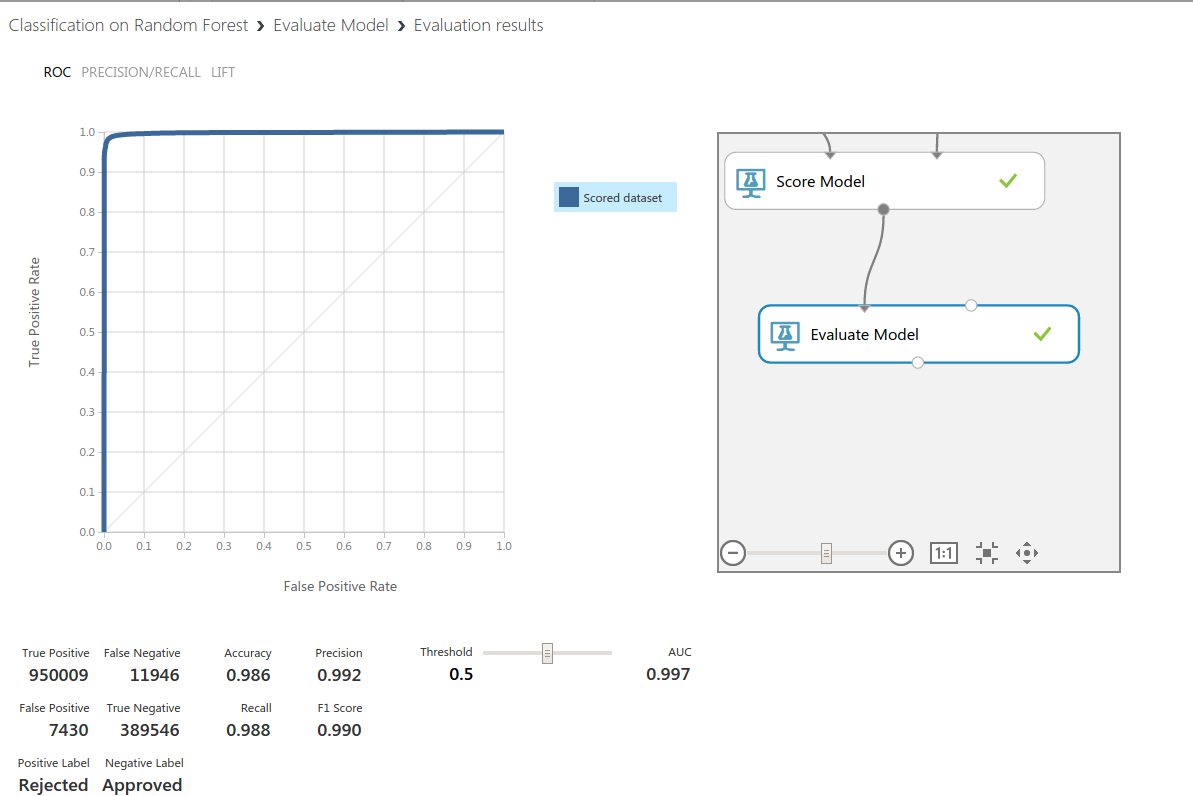 Classification on Random Forest › Evaluate Model › Evaluation results
ROC PRECISION/RECALL LIFT
1.0
0.9
0.8
0.7
0.6
0.5
0.4
0.3
0.2
0.1
0.0
True Positive Rate
0.0 0.1 0.2 0.3 0.4 0.5 0.6 0.7 0.8 0.9 1.0
False Positive Rate
Scored dataset
Score Model
Evaluate Model
1:1
True Positive False Negative Accuracy Precision Threshold AUC
950009 11946 0.986 0.992 0.5 0.997
False Positive True Negative Recall F1 Score
7430 389546 0.988 0.990
Positive Label Negative Label
Rejected Approved